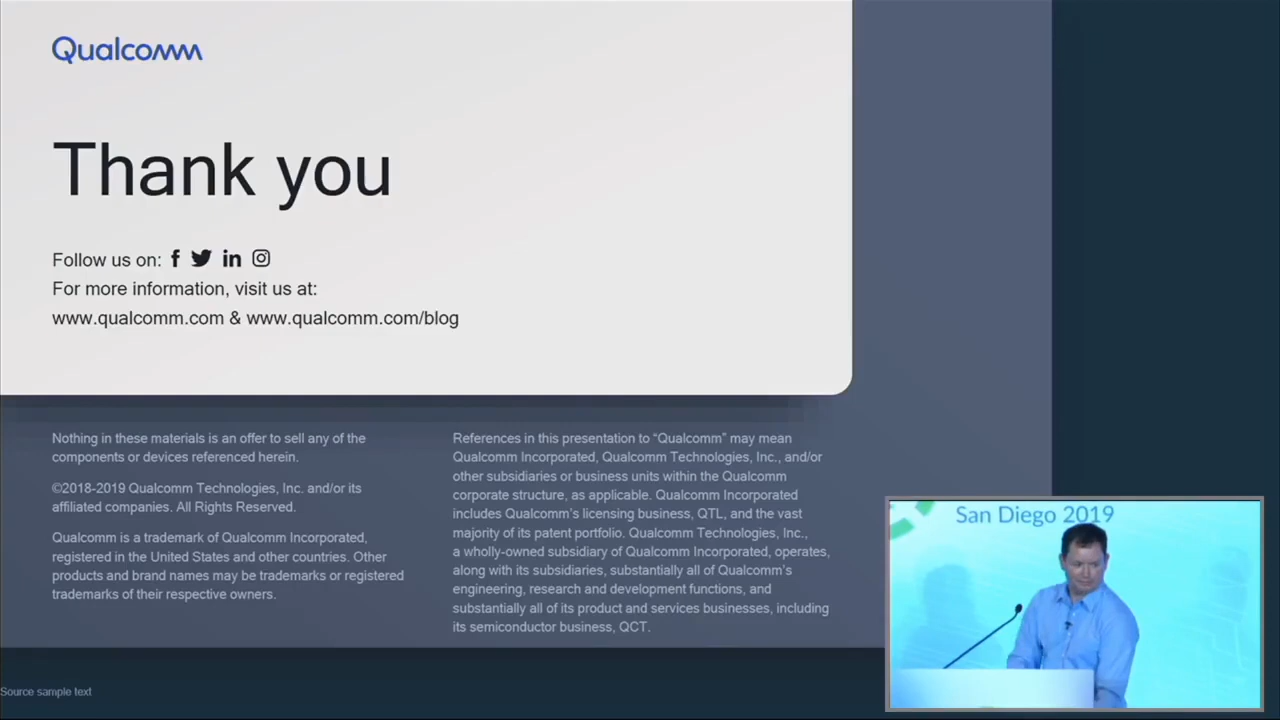 Qualcomm
Thank you
Follow us on:
For more information, visit us at:
www.qualcomm.com & www.qualcomm.com/blog
Nothing in these materials is an offer to sell any of the
components or devices referenced herein.
©2018-2019 Qualcomm Technologies, Inc. and/or its
affiliated companies. All Rights Reserved.
Qualcomm is a trademark of Qualcomm Incorporated,
registered in the United States and other countries. Other
products and brand names may be trademarks or registered
trademarks of their respective owners.
References in this presentation to “Qualcomm” may mean
Qualcomm Incorporated, Qualcomm Technologies, Inc., and/or
other subsidiaries or business units within the Qualcomm
corporate structure, as applicable. Qualcomm Incorporated
includes Qualcomm’s licensing business, QTL, and the vast
majority of its patent portfolio. Qualcomm Technologies, Inc.,
a wholly-owned subsidiary of Qualcomm Incorporated, operates,
along with its subsidiaries, substantially all of Qualcomm’s
engineering, research and development functions, and
substantially all of its product and services businesses, including
its semiconductor business, QCT.
San Diego 2019
Source sample text